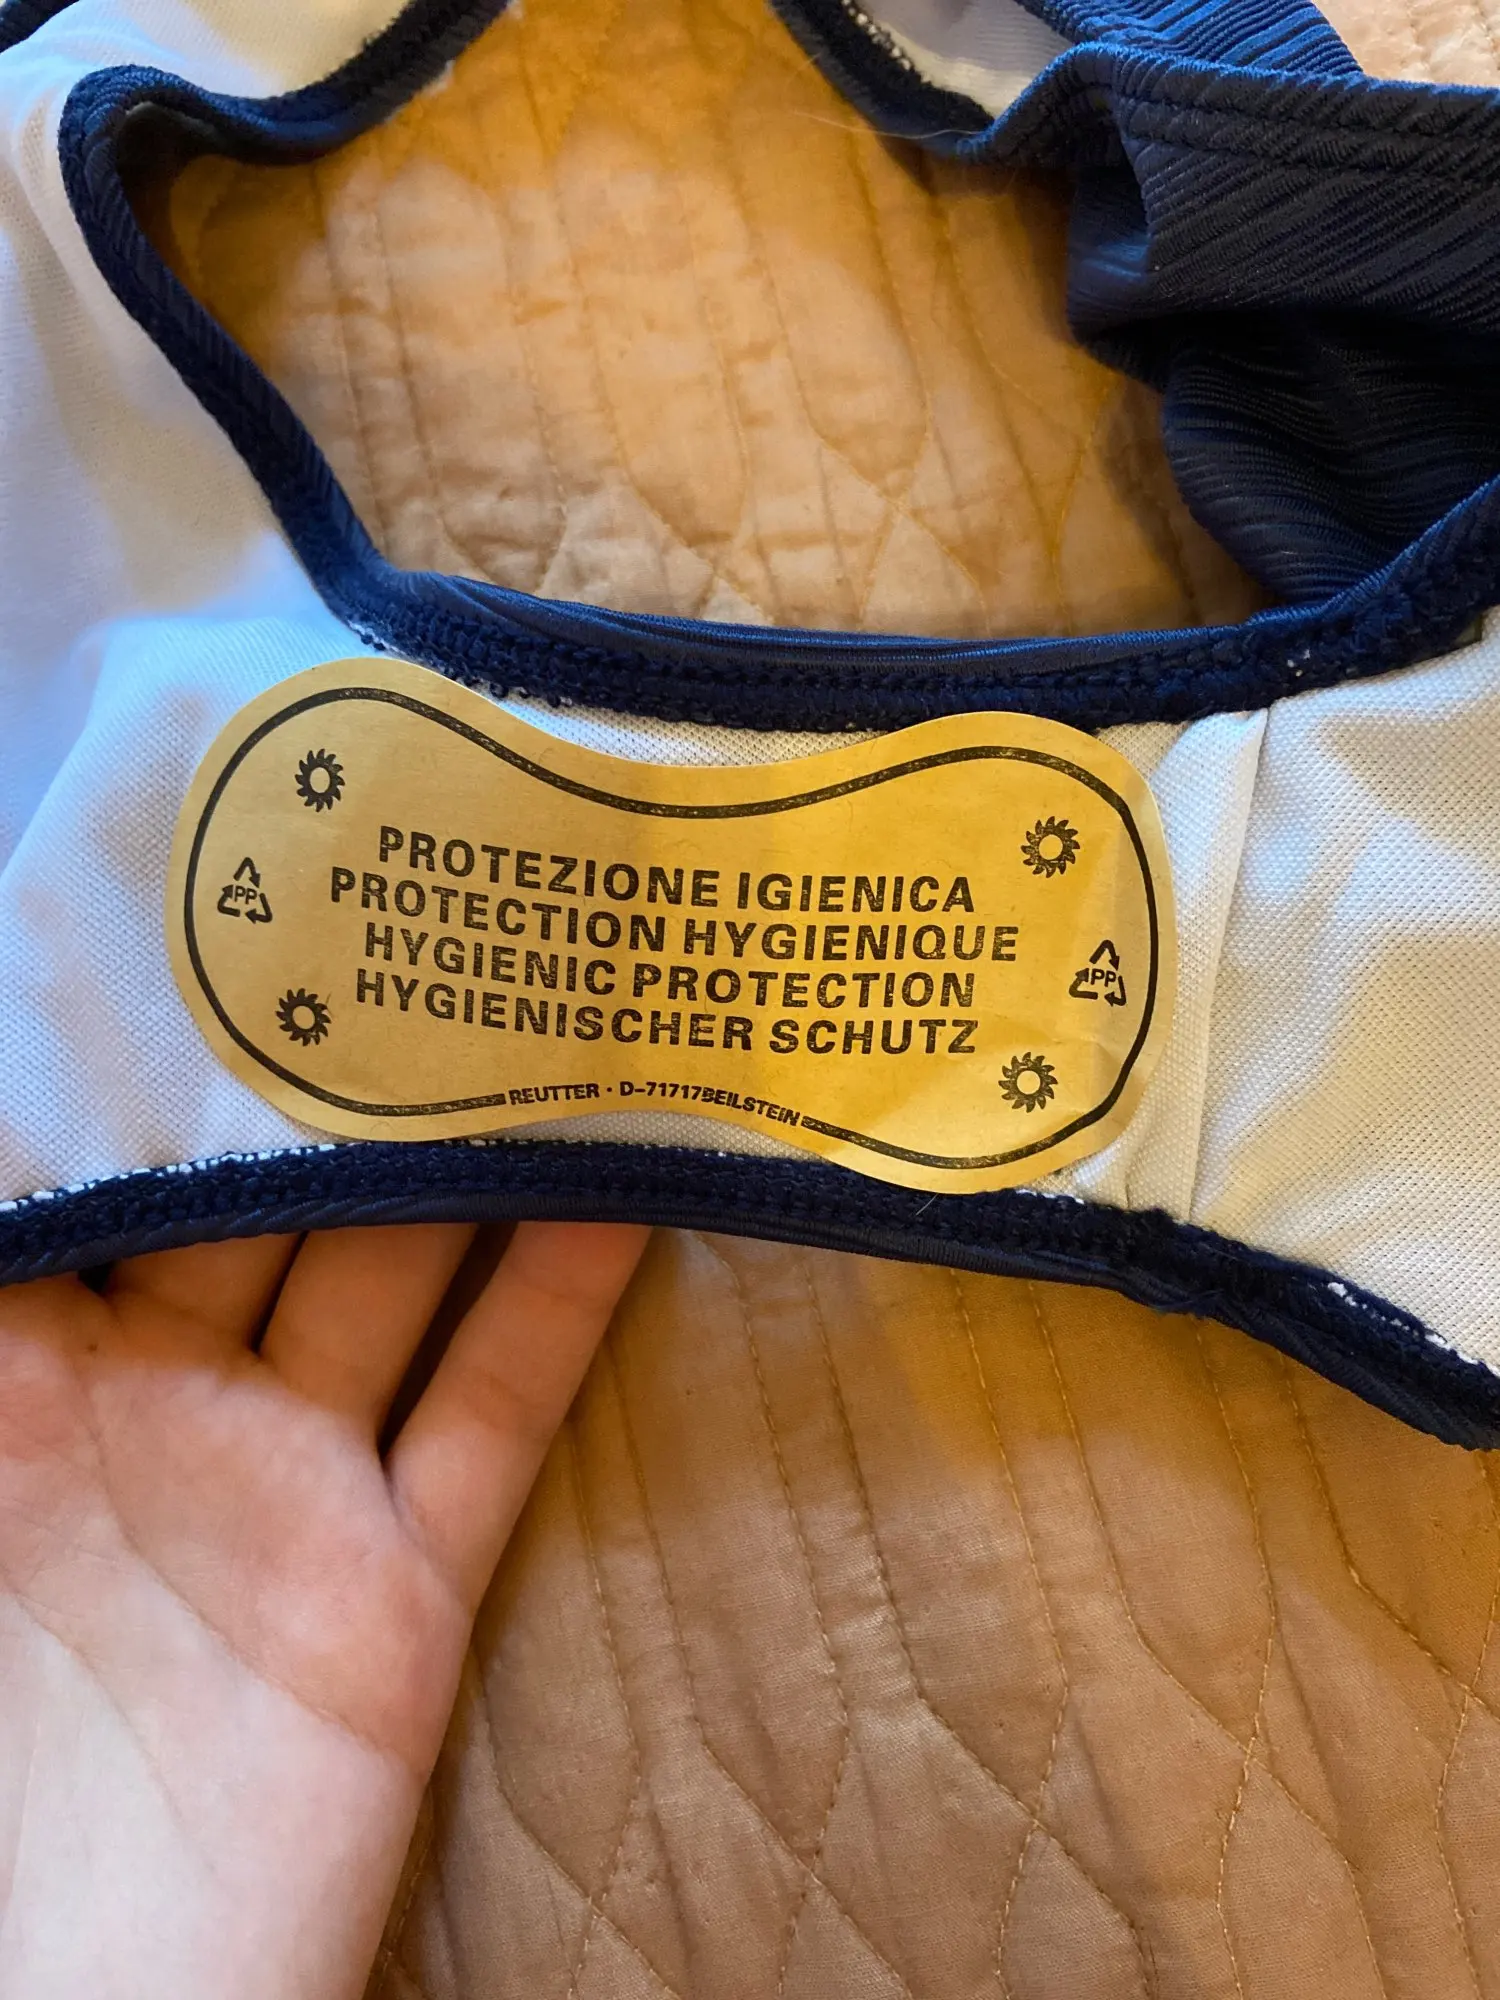 PROTEZIONE IGIENICA
PROTECTION HYGIENIQUE
HYGIENIC PROTECTION
HYGIENISCHER SCHUTZ
PP
PP
REUTTER · D-71717BEILSTEIN